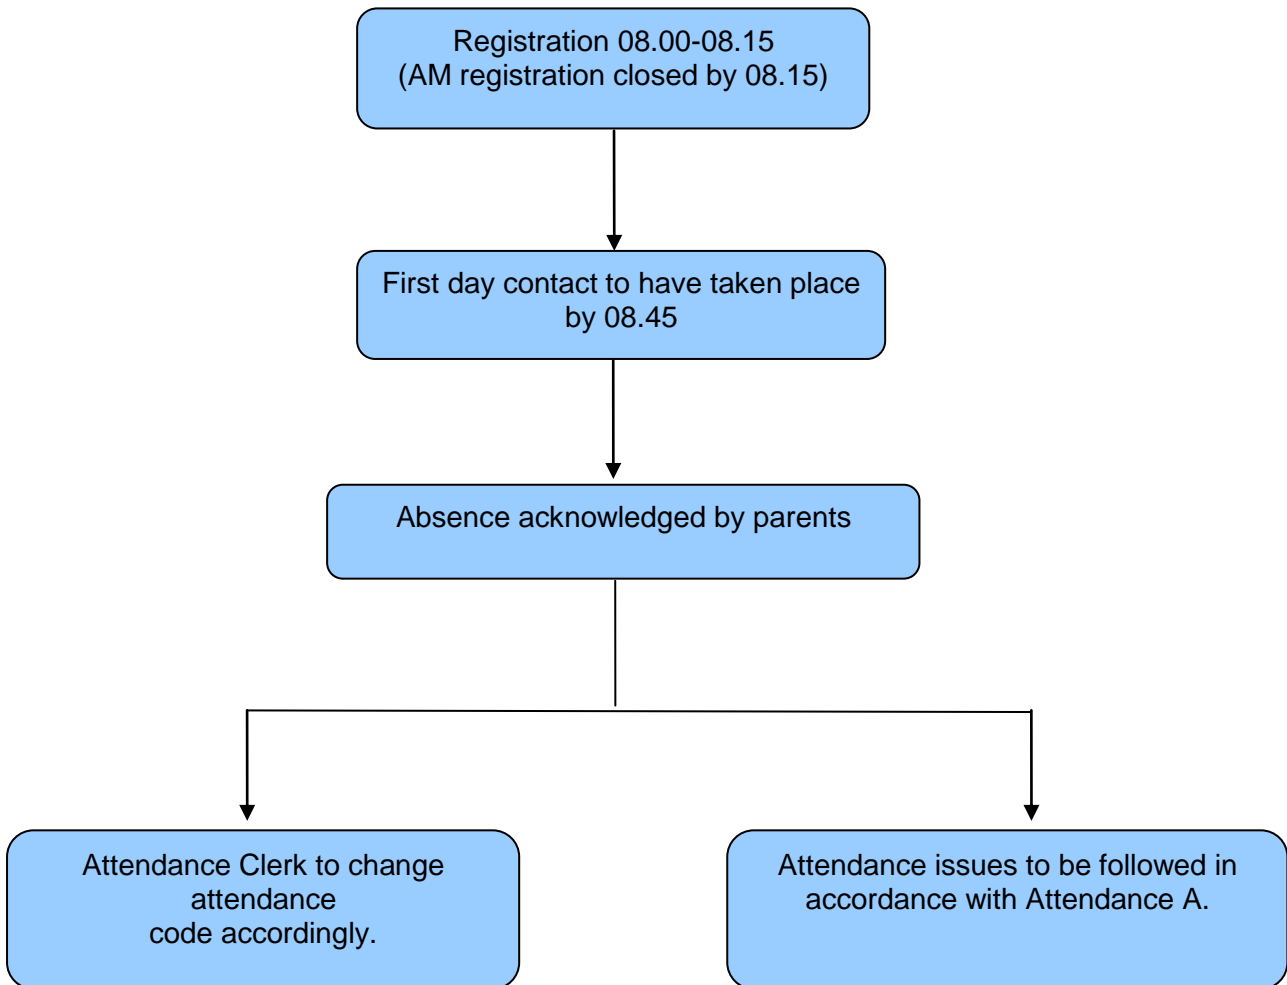 Registration 08.00-08.15
(AM registration closed by 08.15)
First day contact to have taken place
by 08.45
Absence acknowledged by parents
Attendance Clerk to change
attendance
code accordingly.
Attendance issues to be followed in
accordance with Attendance A.